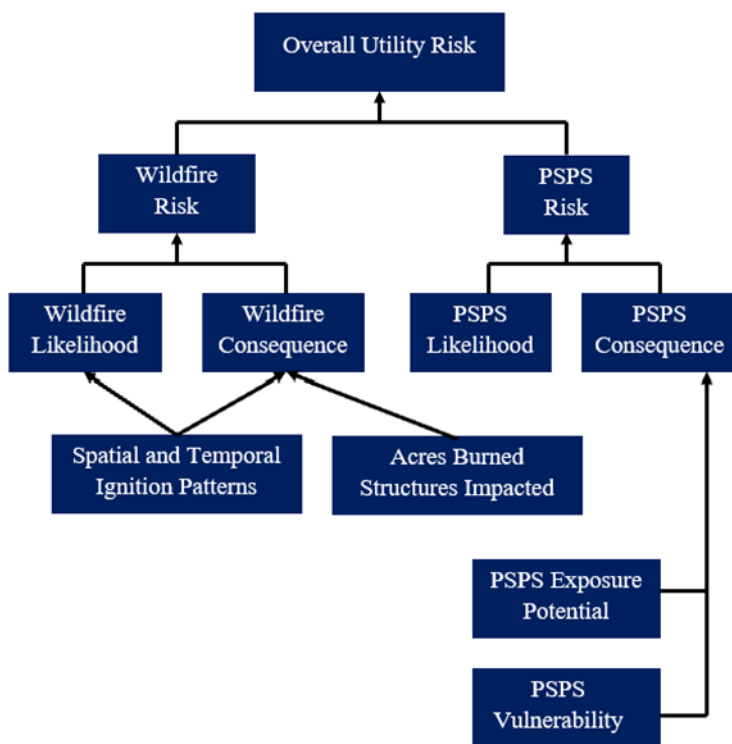 Overall Utility Risk
Wildfire
Risk
PSPS
Risk
Wildfire
Likelihood
Wildfire
Consequence
PSPS
Likelihood
PSPS
Consequence
Spatial and Temporal
Ignition Patterns
Acres Burned
Structures Impacted
PSPS Exposure
Potential
PSPS
Vulnerability